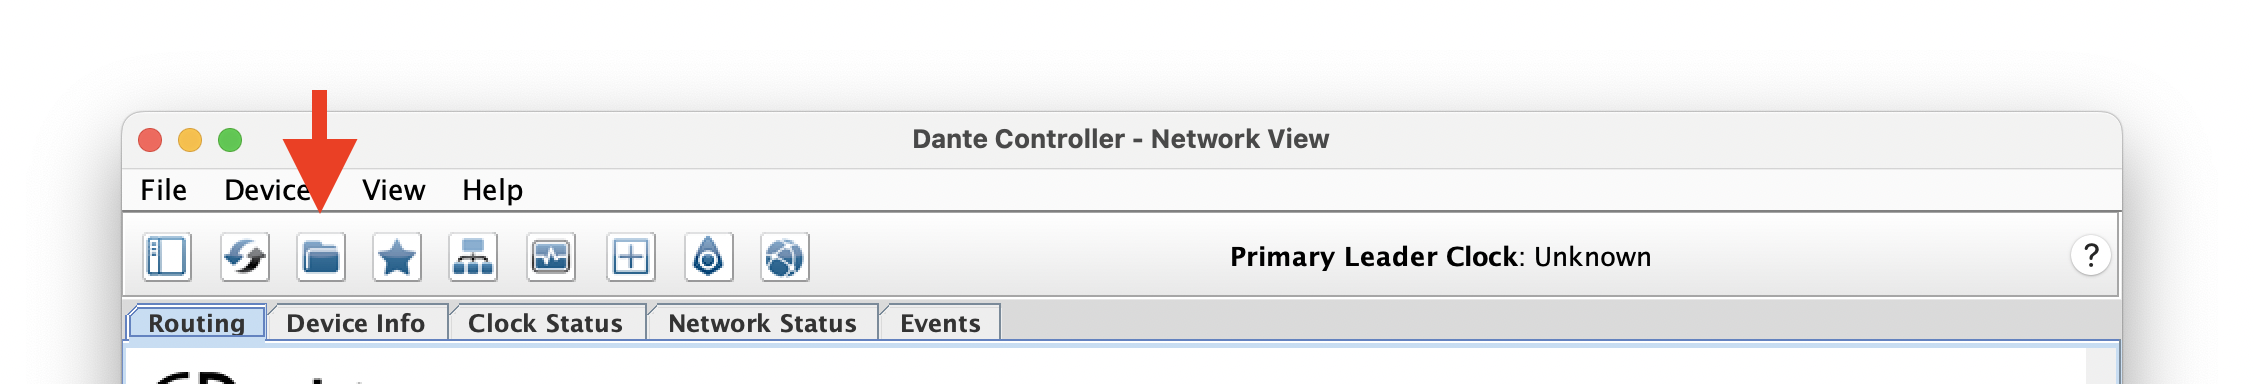 Dante Controller - Network View
File Device View Help
Primary Leader Clock: Unknown ?
Routing Device Info Clock Status Network Status Events